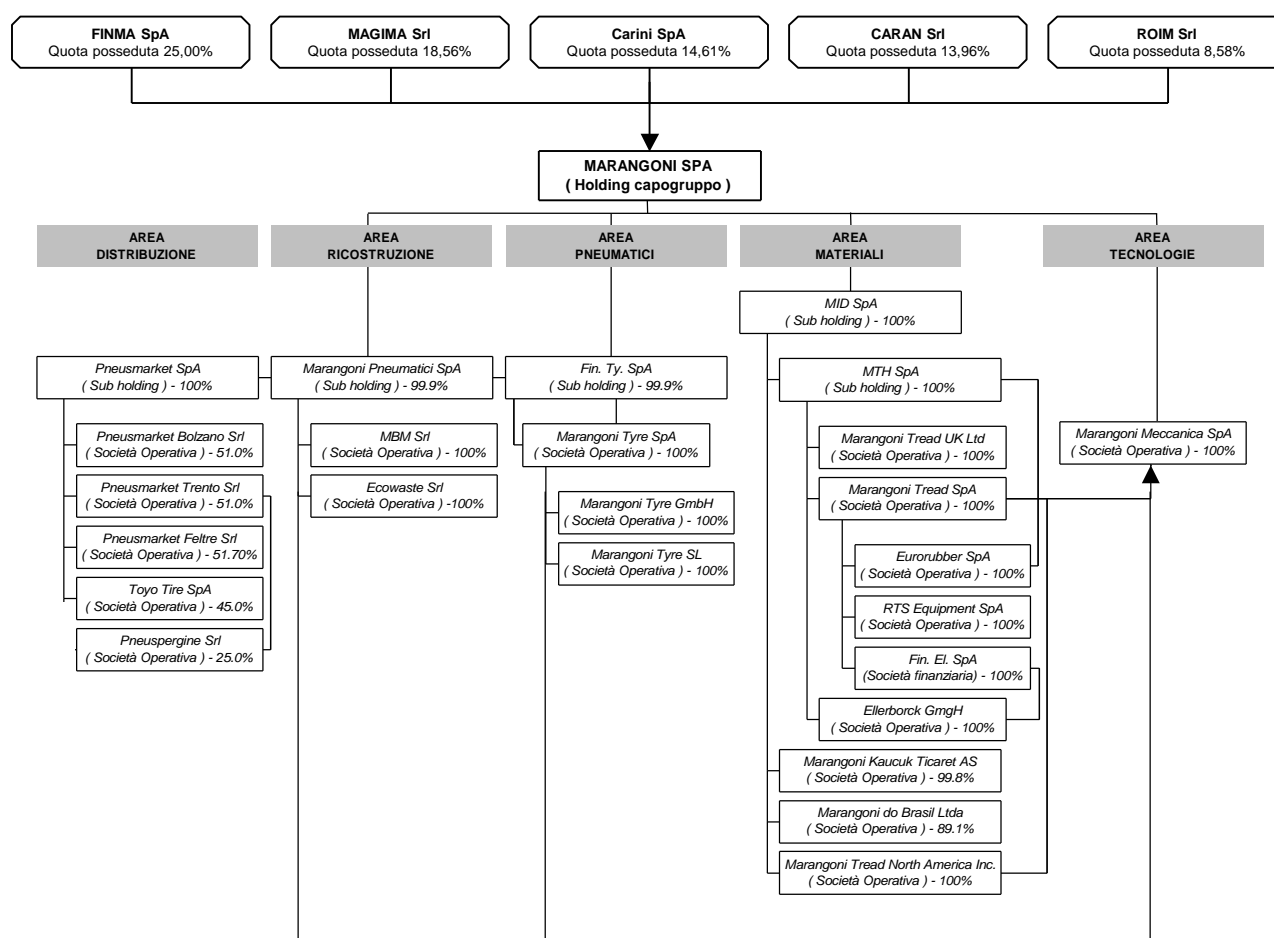 FINMA SpA
Quota posseduta 25,00%
MAGIMA Srl
Quota posseduta 18,56%
Carini SpA
Quota posseduta 14,61%
CARAN Srl
Quota posseduta 13,96%
ROIM Srl
Quota posseduta 8,58%
MARANGONI SPA
( Holding capogruppo )
AREA
DISTRIBUZIONE
AREA
RICOSTRUZIONE
AREA
PNEUMATICI
AREA
MATERIALI
AREA
TECNOLOGIE
MID SpA
( Sub holding ) - 100%
Pneusmarket SpA
( Sub holding ) - 100%
Marangoni Pneumatici SpA
( Sub holding ) - 99.9%
Fin. Ty. SpA
( Sub holding ) - 99.9%
MTH SpA
( Sub holding ) - 100%
Pneusmarket Bolzano Srl
( Società Operativa ) - 51.0%
MBM Srl
( Società Operativa ) - 100%
Marangoni Tyre SpA
( Società Operativa ) - 100%
Marangoni Tread UK Ltd
( Società Operativa ) - 100%
Marangoni Meccanica SpA
( Società Operativa ) - 100%
Pneusmarket Trento Srl
( Società Operativa ) - 51.0%
Ecowaste Srl
( Società Operativa ) -100%
Marangoni Tyre GmbH
( Società Operativa ) - 100%
Marangoni Tread SpA
( Società Operativa ) - 100%
Pneusmarket Feltre Srl
( Società Operativa ) - 51.70%
Marangoni Tyre SL
( Società Operativa ) - 100%
Eurorubber SpA
( Società Operativa ) - 100%
Toyo Tire SpA
( Società Operativa ) - 45.0%
RTS Equipment SpA
( Società Operativa ) - 100%
Pneuspergine Srl
( Società Operativa ) - 25.0%
Fin. El. SpA
(Società finanziaria) - 100%
Ellerborck GmgH
( Società Operativa ) - 100%
Marangoni Kaucuk Ticaret AS
( Società Operativa ) - 99.8%
Marangoni do Brasil Ltda
( Società Operativa ) - 89.1%
Marangoni Tread North America Inc.
( Società Operativa ) - 100%